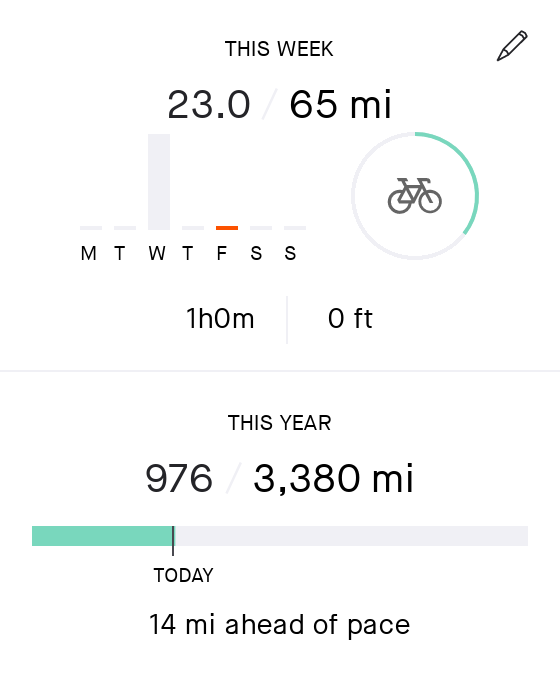 THIS WEEK
23.0 / 65 mi
M T W T F S S
1h0m 0 ft
THIS YEAR
976 / 3,380 mi
TODAY
14 mi ahead of pace